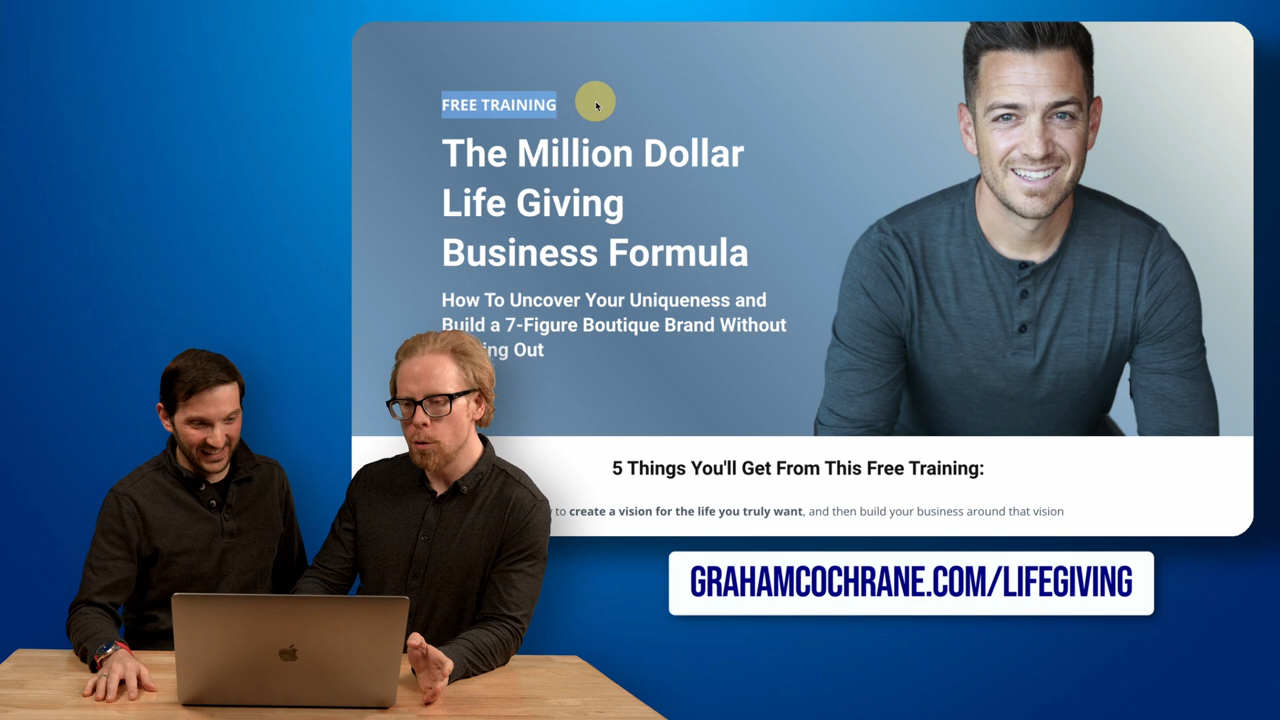 FREE TRAINING
The Million Dollar
Life Giving
Business Formula
How To Uncover Your Uniqueness and
Build a 7-Figure Boutique Brand Without
ing Out
5 Things You'll Get From This Free Training:
to create a vision for the life you truly want, and then build your business around that vision
GRAHAMCOCHRANE.COM/LIFEGIVING